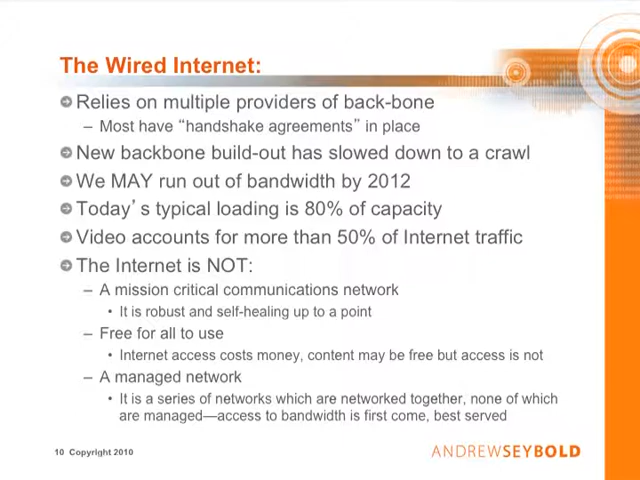 The Wired Internet:
Relies on multiple providers of back-bone
– Most have “handshake agreements” in place
New backbone build-out has slowed down to a crawl
We MAY run out of bandwidth by 2012
Today’s typical loading is 80% of capacity
Video accounts for more than 50% of Internet traffic
The Internet is NOT:
– A mission critical communications network
• It is robust and self-healing up to a point
– Free for all to use
• Internet access costs money, content may be free but access is not
– A managed network
• It is a series of networks which are networked together, none of which
are managed—access to bandwidth is first come, best served
10 Copyright 2010
ANDREWSEYBOLD